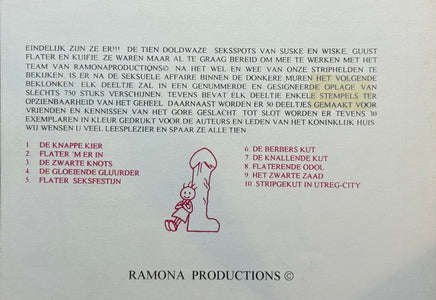 EINDELIJK ZIJN ZE ER!!! DE TIEN DOLDWAZE SEKSSPOTS VAN SUSKE EN WISKE, GUUST
FLATER EN KUIFJE. ZE WAREN MAAR AL TE GRAAG BEREID OM MEE TE WERKEN MET HET
TEAM VAN RAMONAPRODUCTIONS©. NA HET WEL EN WEE VAN ONZE STRIPHELDEN TE
BEKIJKEN, IS ER NA DE SEKSUELE AFFAIRE BINNEN DE DONKERE MUREN HET VOLGENDE
BEKLONKEN: ELK DEELTJE ZAL IN EEN GENUMMERDE EN GESIGNEERDE OPLAGE VAN
SLECHTS 750 STUKS VERSCHIJNEN. TEVENS BEVAT ELK DEELTJE ENKELE STEMPELS TER
OPZIENBAARHEID VAN HET GEHEEL. DAARNAAST WORDEN ER 50 DEELTJES GEMAAKT VOOR
VRIENDEN EN KENNISSEN VAN HET GORE GESLACHT. TOT SLOT WORDEN ER TEVENS 30
EXEMPLAREN IN KLEUR GEDRUKT VOOR DE AUTEURS EN LEDEN VAN HET KONINKLIJK HUIS.
WIJ WENSEN U VEEL LEESPLEZIER EN SPAAR ZE ALLE TIEN.
1. DE KNAPPE KIER
2. FLATER 'M ER IN
3. DE ZWARTE KNOTS
4. DE GLOEIENDE GLUURDER
5. FLATER SEKSFESTIJN
6. DE BERBERS KUT
7. DE KNALLENDE KUT
8. FLATERENDE ODOL
9. HET ZWARTE ZAAD
10. STRIPGEKUT IN UTREG-CITY
RAMONA PRODUCTIONS ©